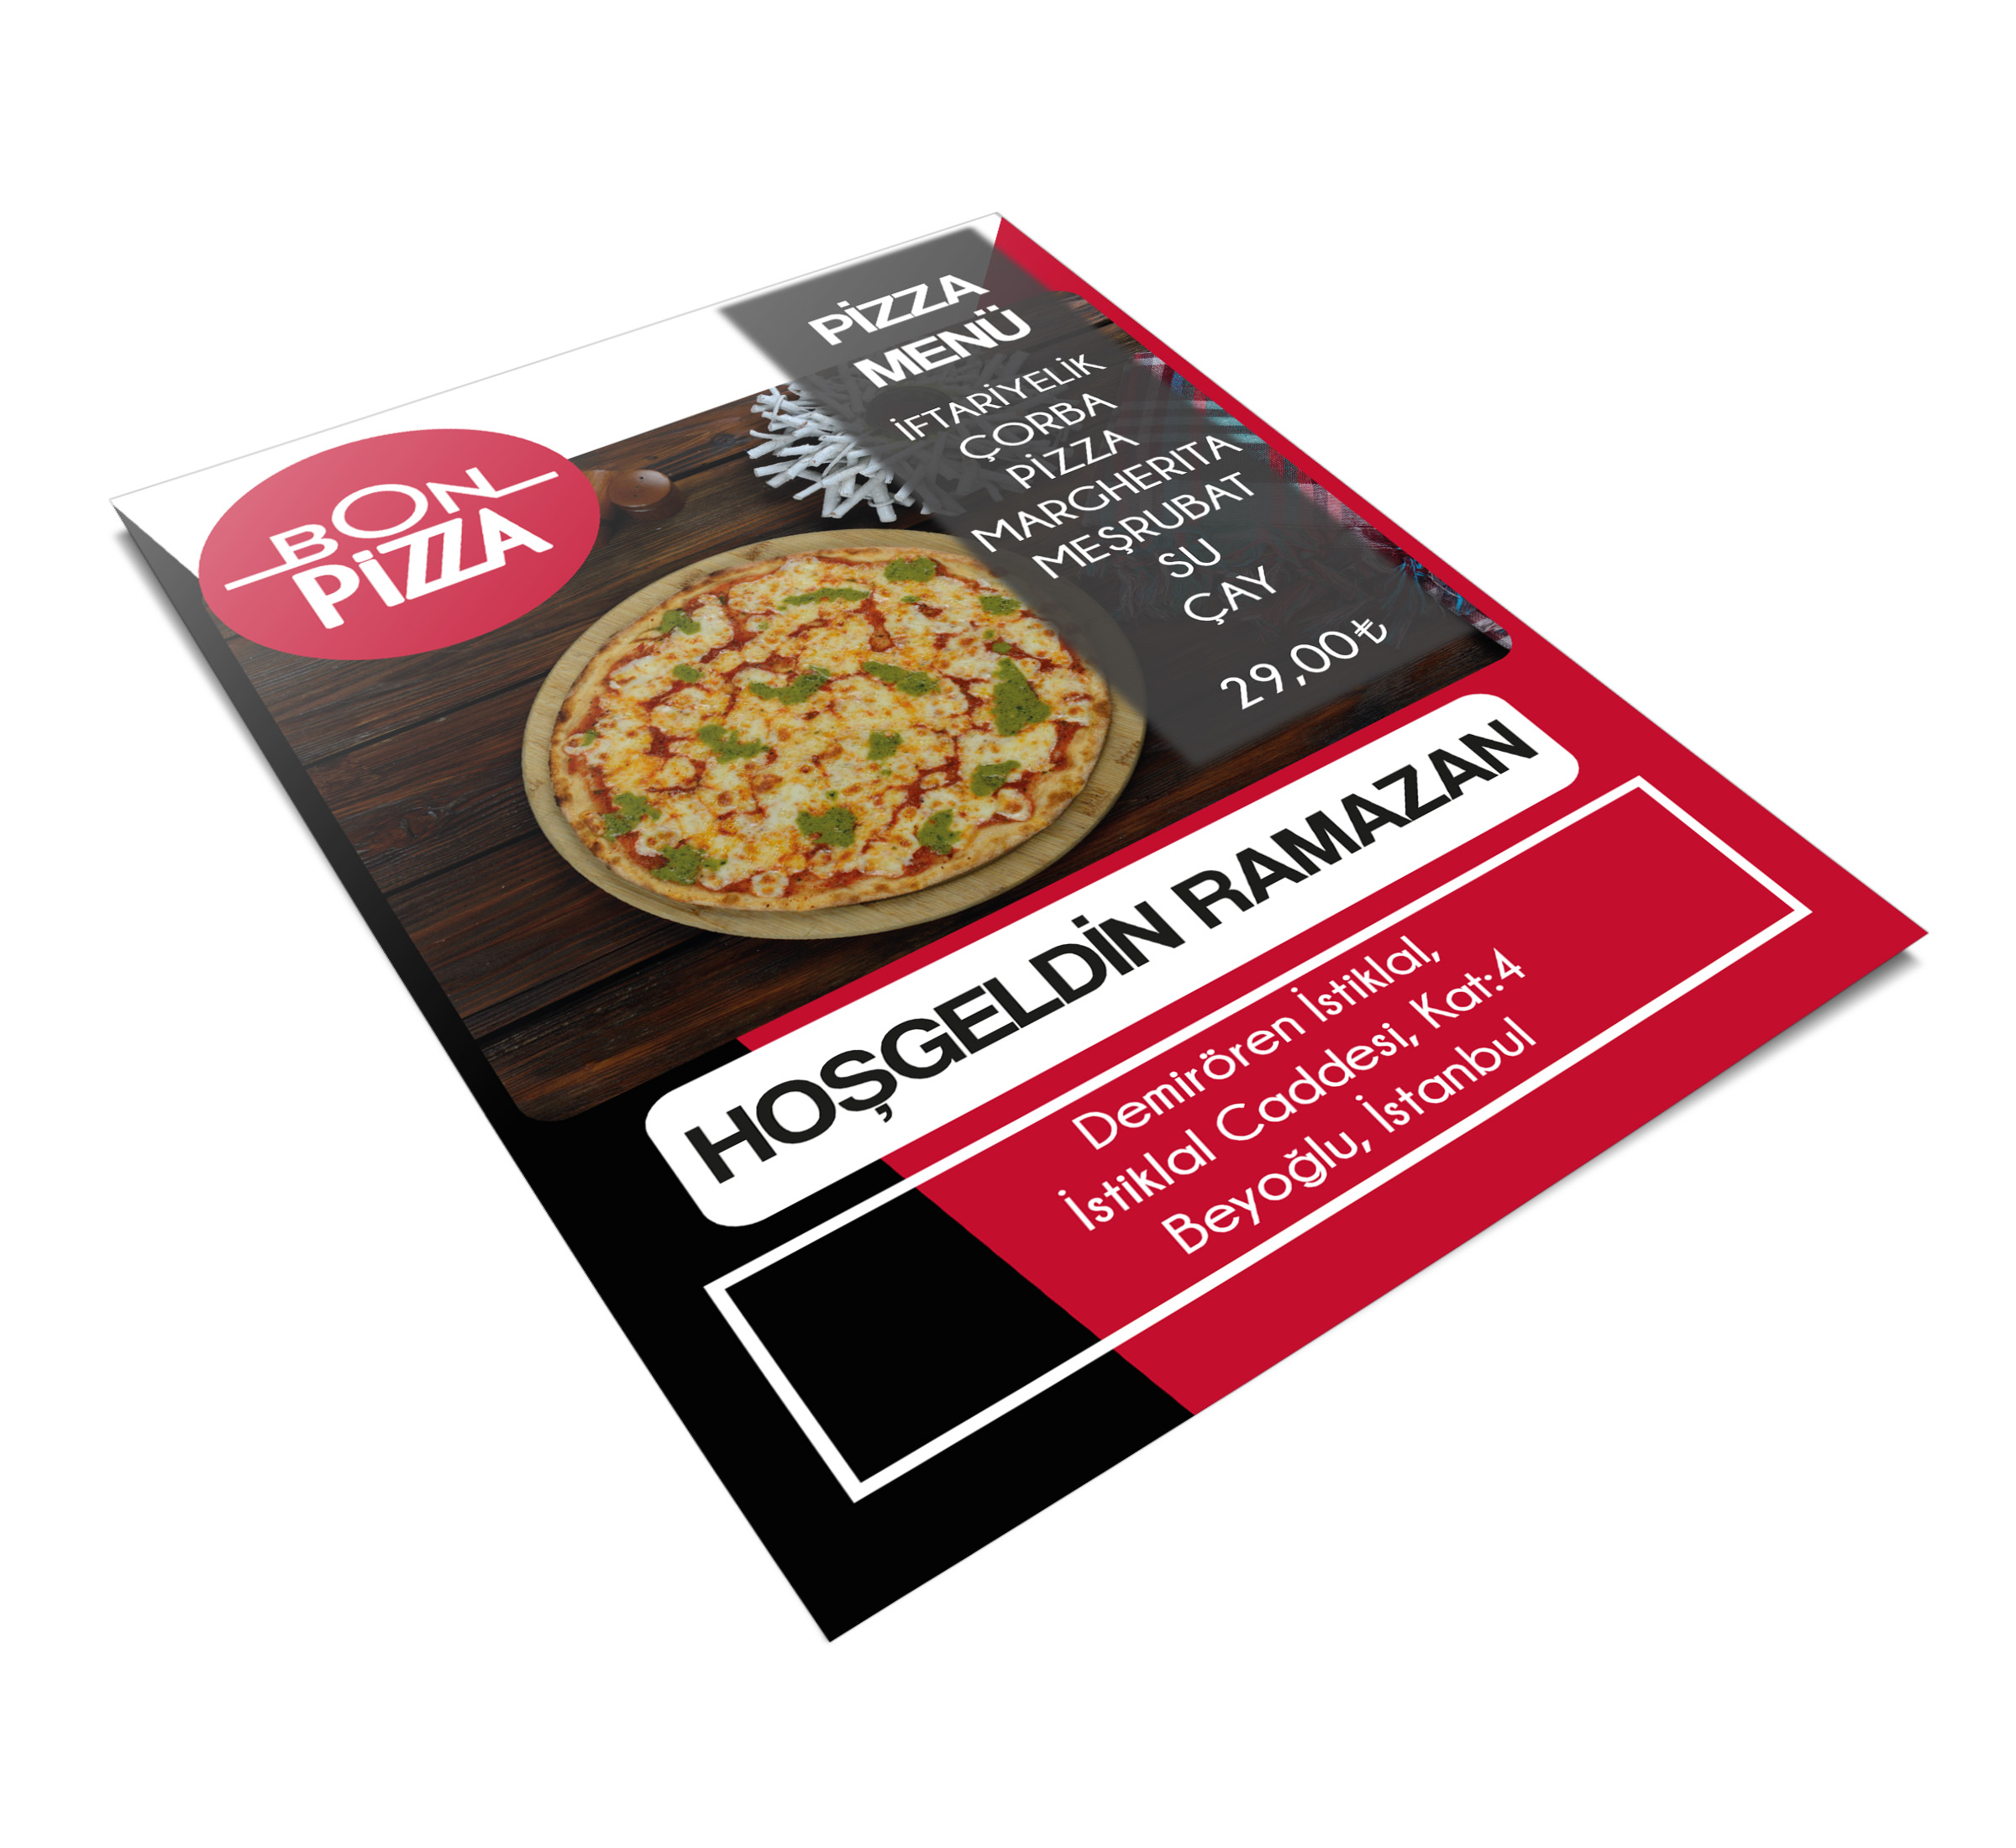 BON
PİZZA
PİZZA
MENÜ
İFTARİYELİK
ÇORBA
PİZZA
MARGHERITA
MEŞRUBAT
SU
ÇAY
29,00₺
HOŞGELDİN RAMAZAN
Demirören İstiklal,
İstiklal Caddesi, Kat:4
Beyoğlu, İstanbul